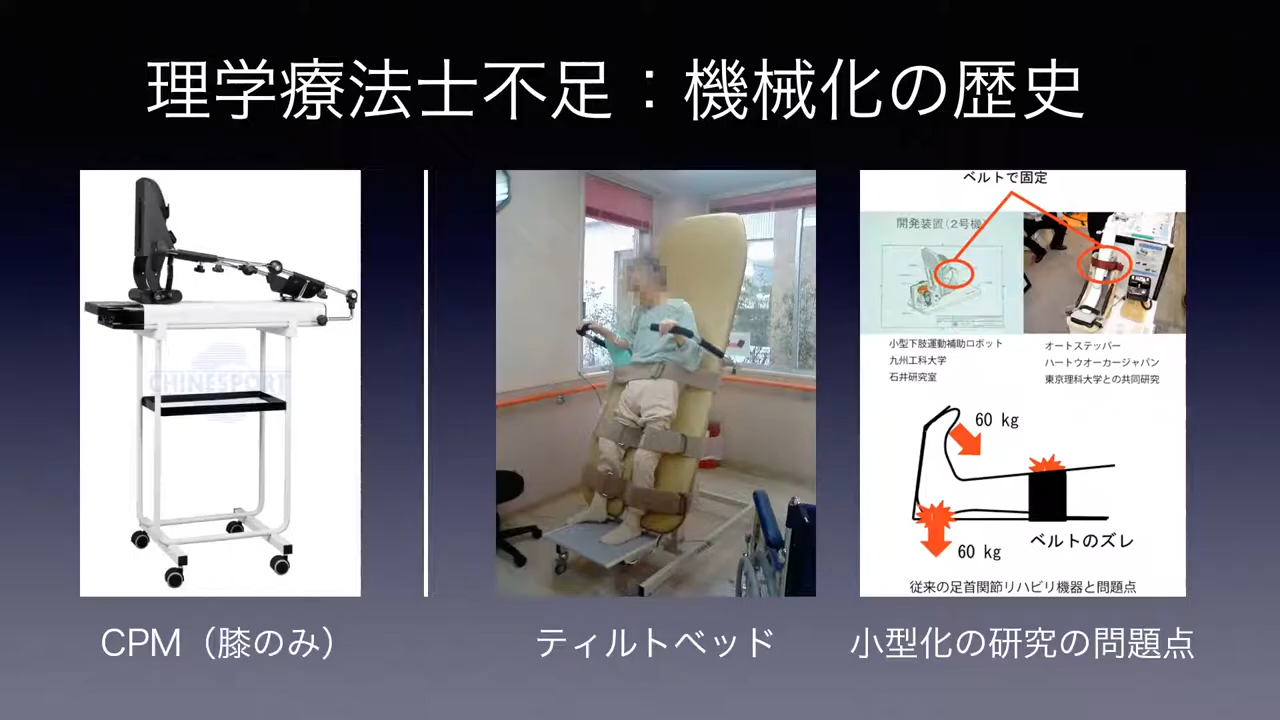 理学療法士不足：機械化の歴史
CHINESPORT
CPM（膝のみ）
ティルトベッド
ベルトで固定
開発装置（2号機）
小型下肢運動補助ロボット
九州工科大学
石井研究室
オートステッパー
ハートウオーカージャパン
東京理科大学との共同研究
60 kg
60 kg
ベルトのズレ
従来の足首関節リハビリ機器と問題点
小型化の研究の問題点